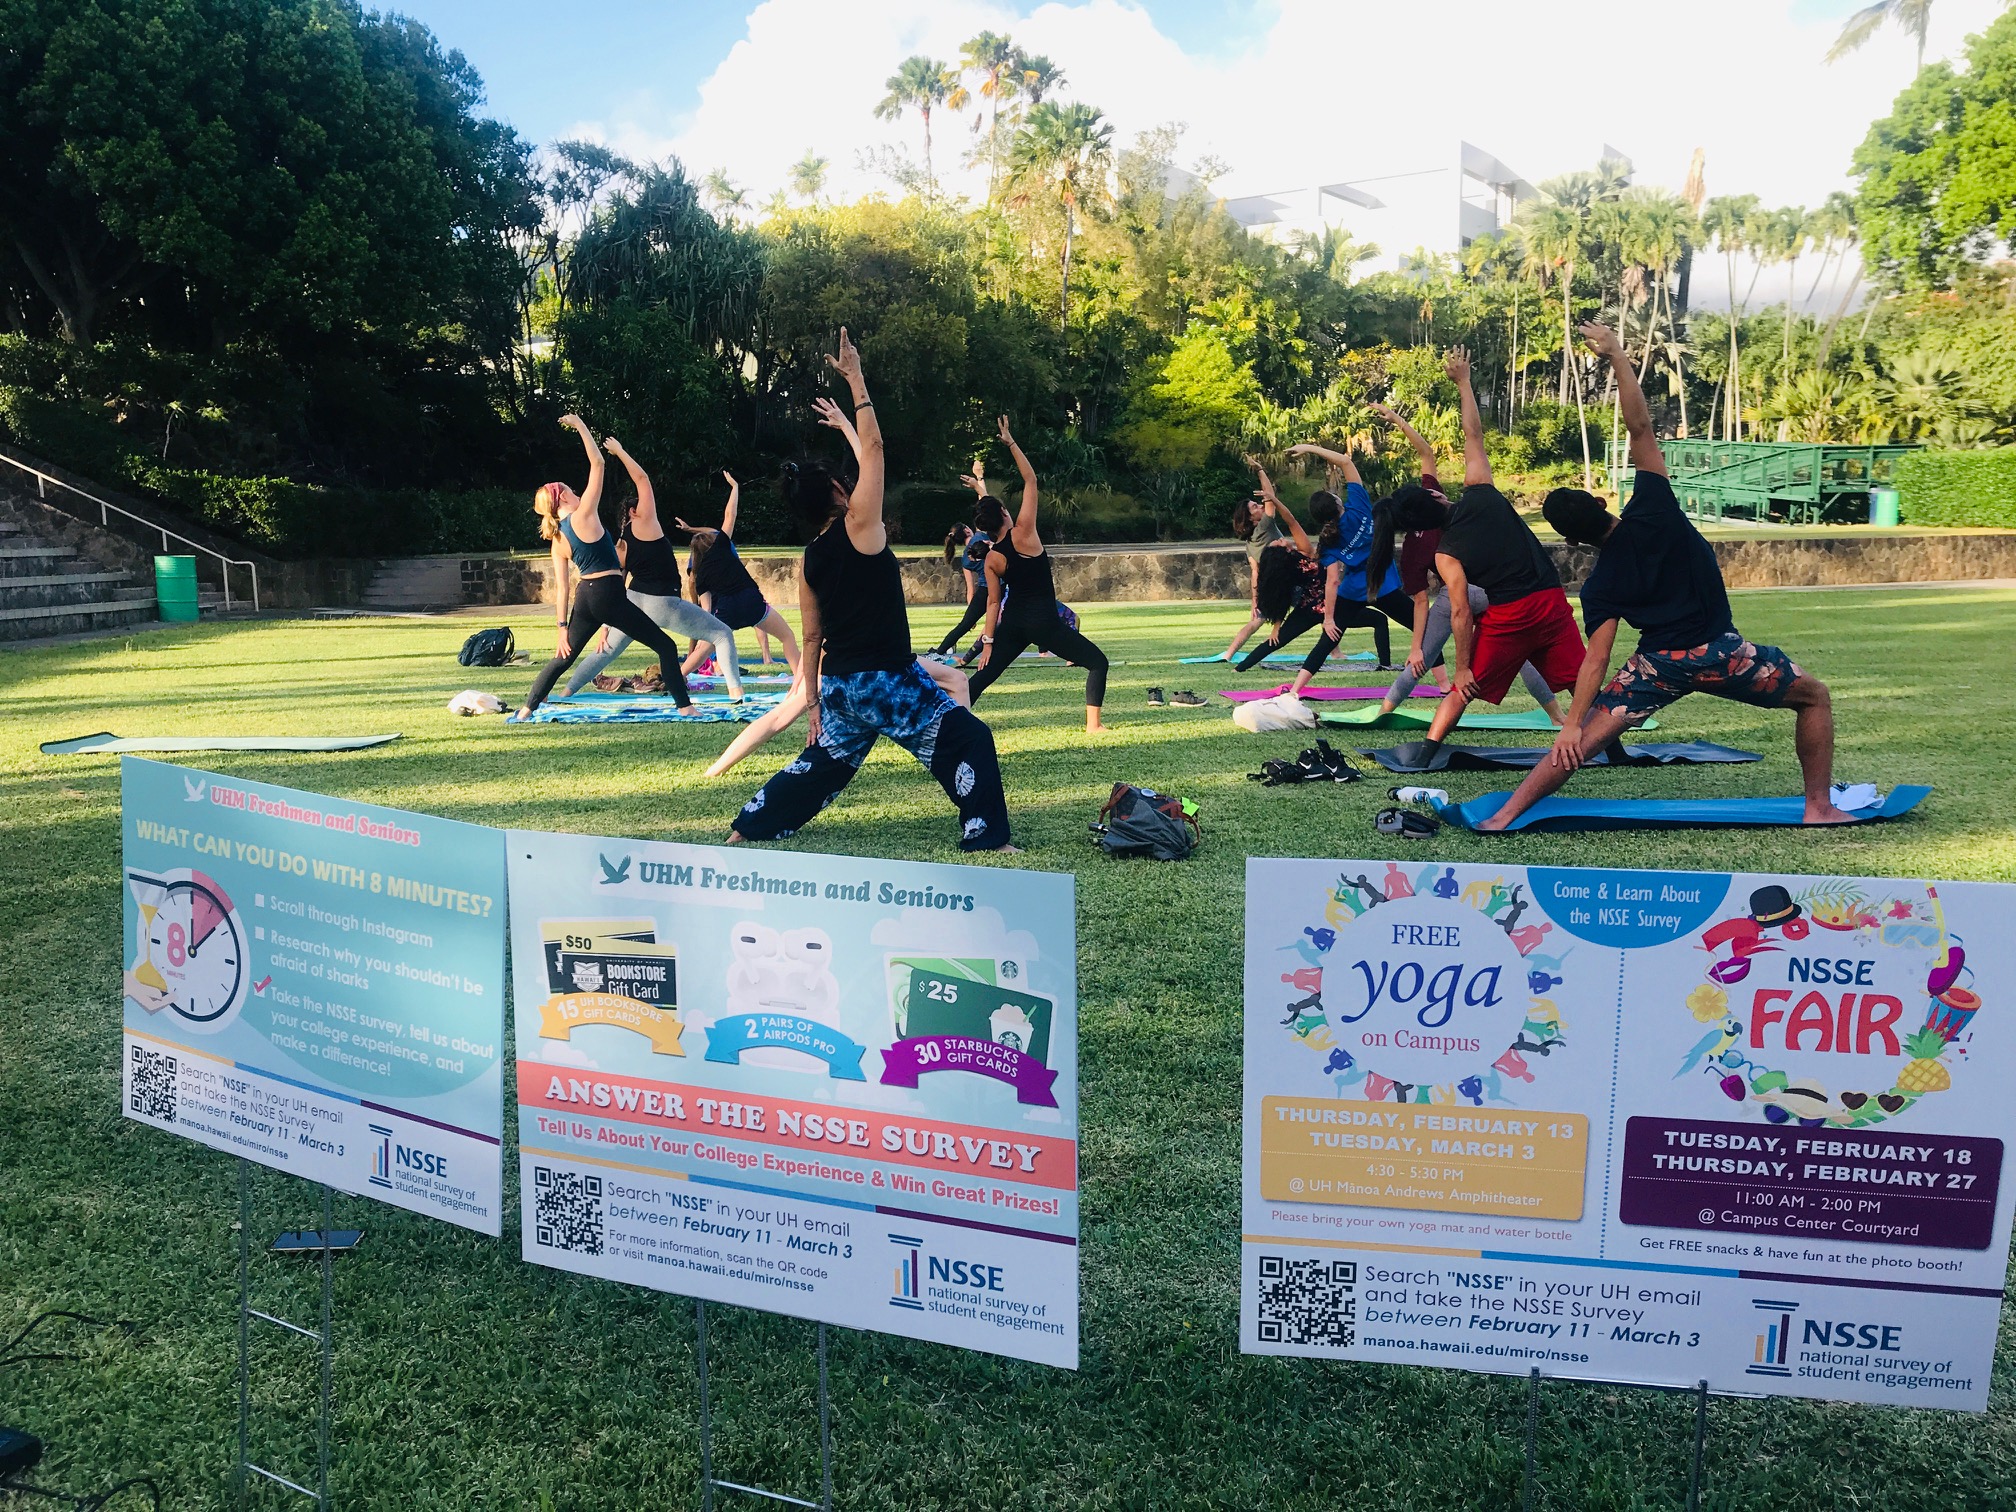 UHM Freshmen and Seniors
WHAT CAN YOU DO WITH 8 MINUTES?
8
MINUTES
Scroll through Instagram
Research why you shouldn't be
afraid of sharks
Take the NSSE survey, tell us about
your college experience, and
make a difference!
Search "NSSE" in your UH email
and take the NSSE Survey
between February 11 - March 3
manoa.hawaii.edu/miro/nsse
NSSE
national survey of
student engagement
UHM Freshmen and Seniors
$50
UNIVERSITY OF HAWAI'I
HAWAI'I
BOOKSTORE
Gift Card
15 UH BOOKSTORE
GIFT CARDS
2 PAIRS OF
AIRPODS PRO
$25
30 STARBUCKS
GIFT CARDS
ANSWER THE NSSE SURVEY
Tell Us About Your College Experience & Win Great Prizes!
Search "NSSE" in your UH email
between February 11 - March 3
For more information, scan the QR code
or visit manoa.hawaii.edu/miro/nsse
NSSE
national survey of
student engagement
Come & Learn About
the NSSE Survey
FREE
yoga
on Campus
THURSDAY, FEBRUARY 13
TUESDAY, MARCH 3
4:30 - 5:30 PM
@ UH Mānoa Andrews Amphitheater
Please bring your own yoga mat and water bottle
NSSE
FAIR
TUESDAY, FEBRUARY 18
THURSDAY, FEBRUARY 27
11:00 AM - 2:00 PM
@ Campus Center Courtyard
Get FREE snacks & have fun at the photo booth!
Search "NSSE" in your UH email
and take the NSSE Survey
between February 11 - March 3
manoa.hawaii.edu/miro/nsse
NSSE
national survey of
student engagement